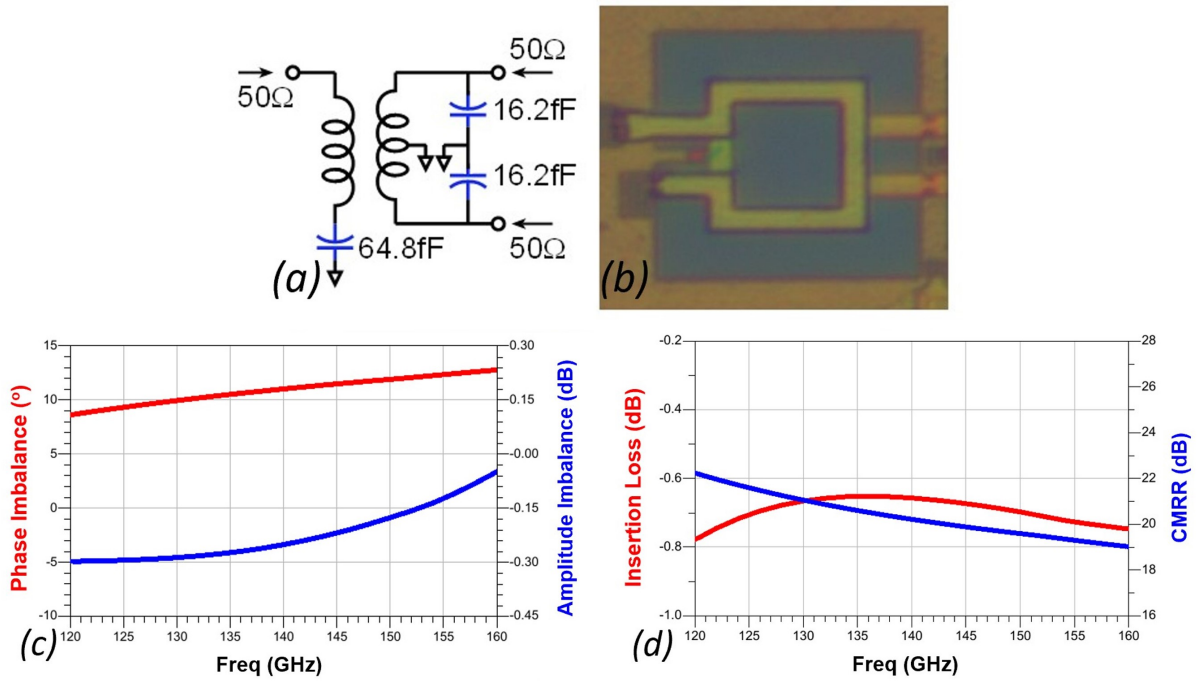 50Ω
50Ω
16.2fF
16.2fF
64.8fF
50Ω
(a)
(b)
15
10
5
0
-5
-10
Phase Imbalance (º)
0.30
0.15
-0.00
-0.15
-0.30
-0.45
Amplitude Imbalance (dB)
120 125 130 135 140 145 150 155 160
Freq (GHz)
(c)
-0.2
-0.4
-0.6
-0.8
-1.0
Insertion Loss (dB)
28
26
24
22
20
18
16
CMRR (dB)
120 125 130 135 140 145 150 155 160
Freq (GHz)
(d)